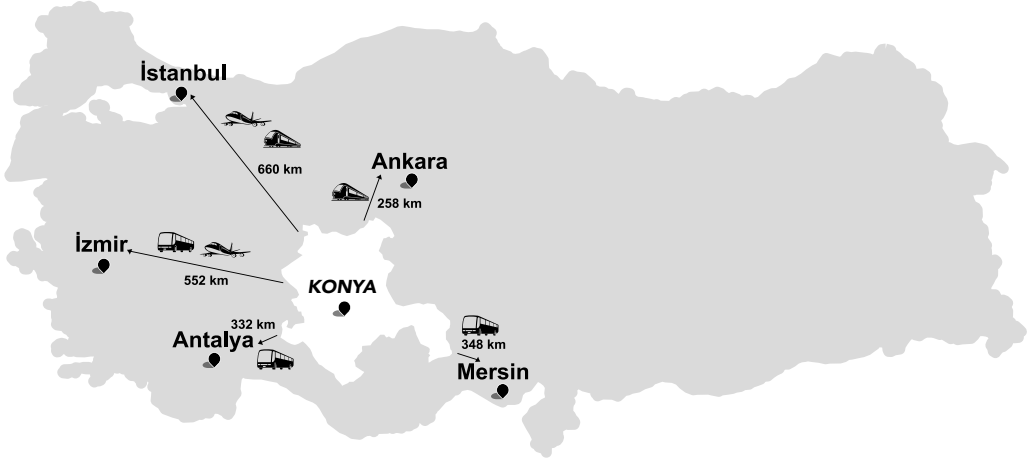 İstanbul
660 km
Ankara
258 km
İzmir
552 km
KONYA
332 km
Antalya
348 km
Mersin